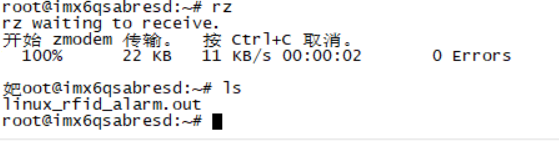 root@imx6qsabresd:~# rz
rz waiting to receive.
开始 zmodem 传输。 按 Ctrl+C 取消。
100% 22 KB 11 KB/s 00:00:02 0 Errors
妑oot@imx6qsabresd:~# ls
linux_rfid_alarm.out
root@imx6qsabresd:~#